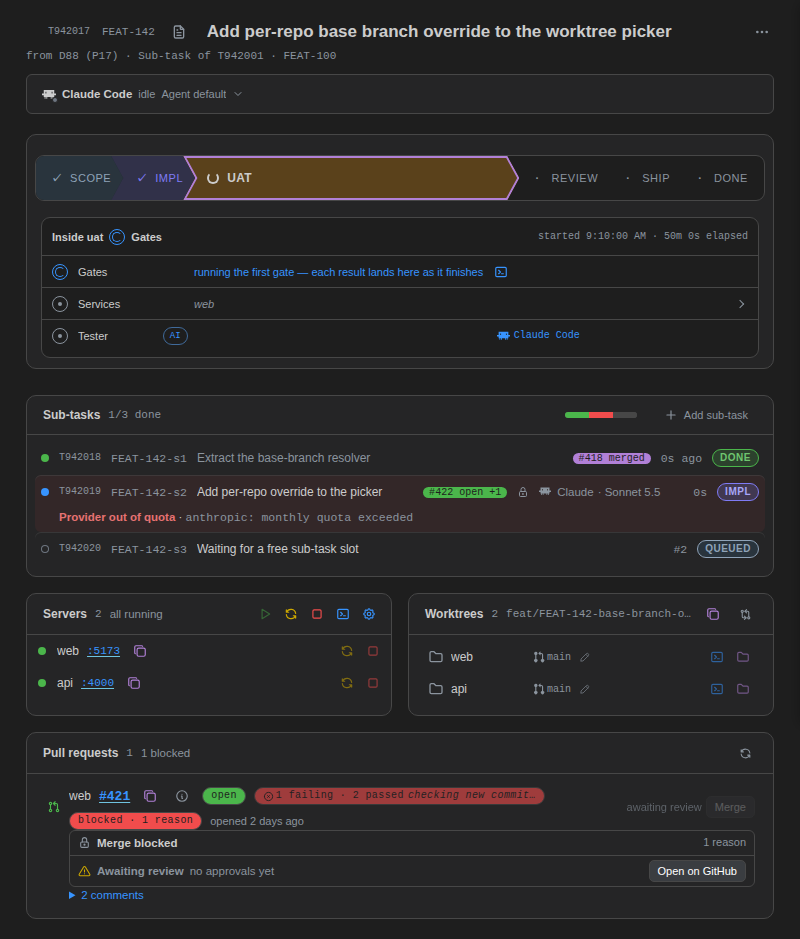 T942017 FEAT-142 Add per-repo base branch override to the worktree picker
from D88 (P17) · Sub-task of T942001 · FEAT-100
Claude Code idle Agent default
SCOPE IMPL UAT · REVIEW · SHIP · DONE
Inside uat Gates started 9:10:00 AM · 50m 0s elapsed
Gates running the first gate — each result lands here as it finishes
Services web
Tester AI Claude Code
Sub-tasks 1/3 done Add sub-task
T942018 FEAT-142-s1 Extract the base-branch resolver #418 merged 0s ago DONE
T942019 FEAT-142-s2 Add per-repo override to the picker #422 open +1 Claude · Sonnet 5.5 0s IMPL
Provider out of quota · anthropic: monthly quota exceeded
T942020 FEAT-142-s3 Waiting for a free sub-task slot #2 QUEUED
Servers 2 all running
web :5173
api :4000
Worktrees 2 feat/FEAT-142-base-branch-o…
web main
api main
Pull requests 1 1 blocked
web #421 open 1 failing · 2 passed checking new commit…
blocked · 1 reason opened 2 days ago
awaiting review Merge
Merge blocked 1 reason
Awaiting review no approvals yet Open on GitHub
2 comments